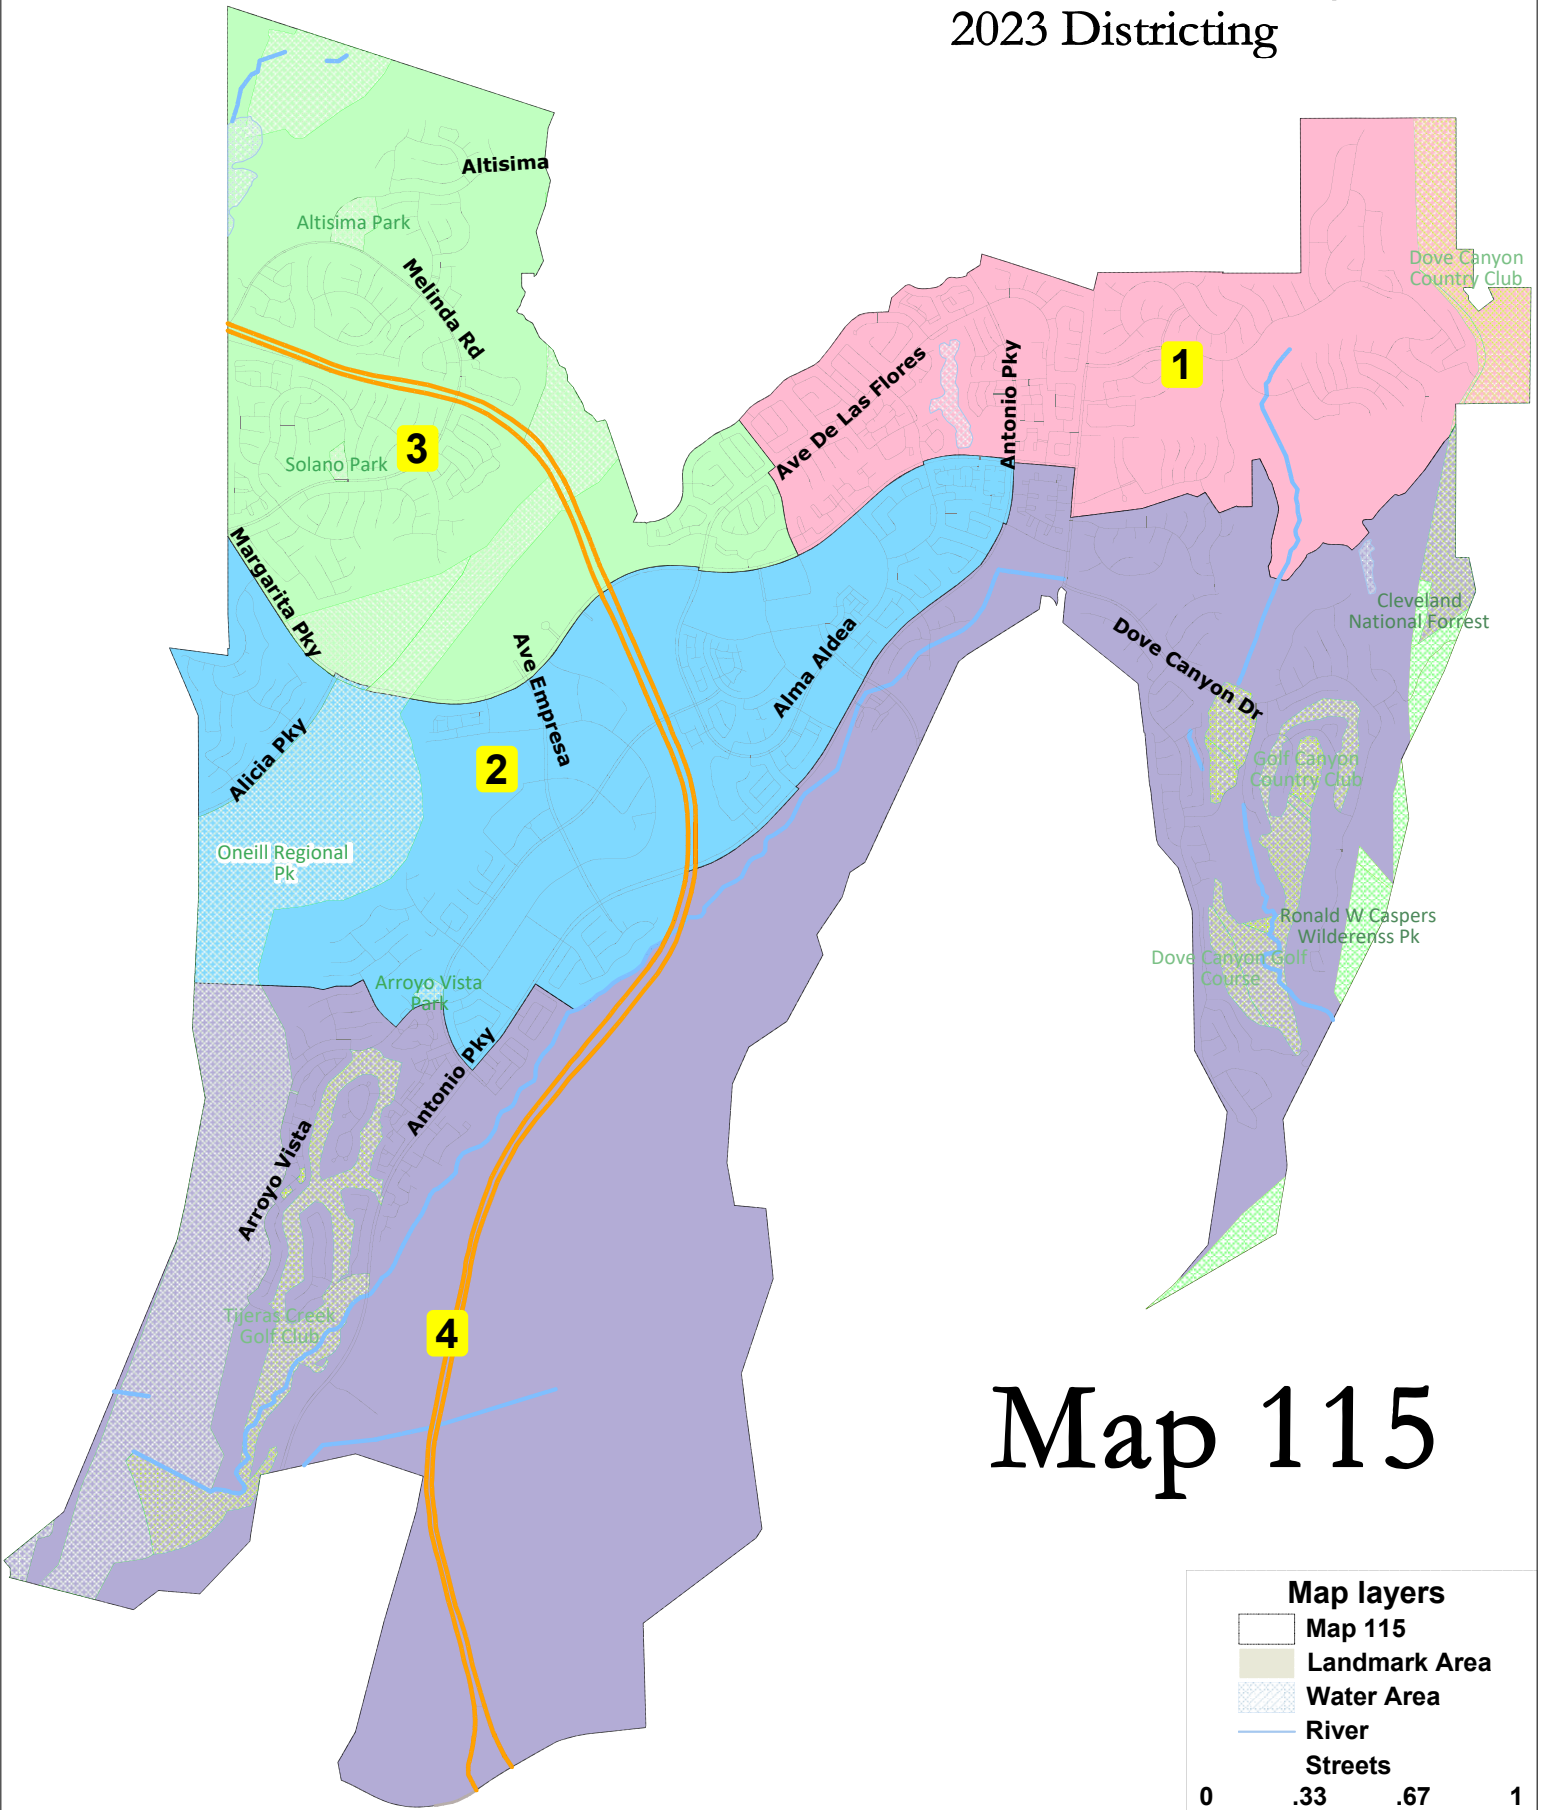 2023 Districting
Altisima
Altisima Park
Melinda Rd
Dove Canyon
Country Club
Ave De Las Flores
Antonio Pky
1
3
Solano Park
Margarita Pky
Cleveland
National Forrest
Dove Canyon Dr
Ave Empresa
Alma Aldea
Alicia Pky
2
Golf Canyon
Country Club
Oneill Regional
Pk
Ronald W Caspers
Wilderenss Pk
Dove Canyon Golf
Course
Arroyo Vista
Park
Antonio Pky
Arroyo Vista
Tijeras Creek
Golf Club
4
Map 115
Map layers
Map 115
Landmark Area
Water Area
River
Streets
0 .33 .67 1